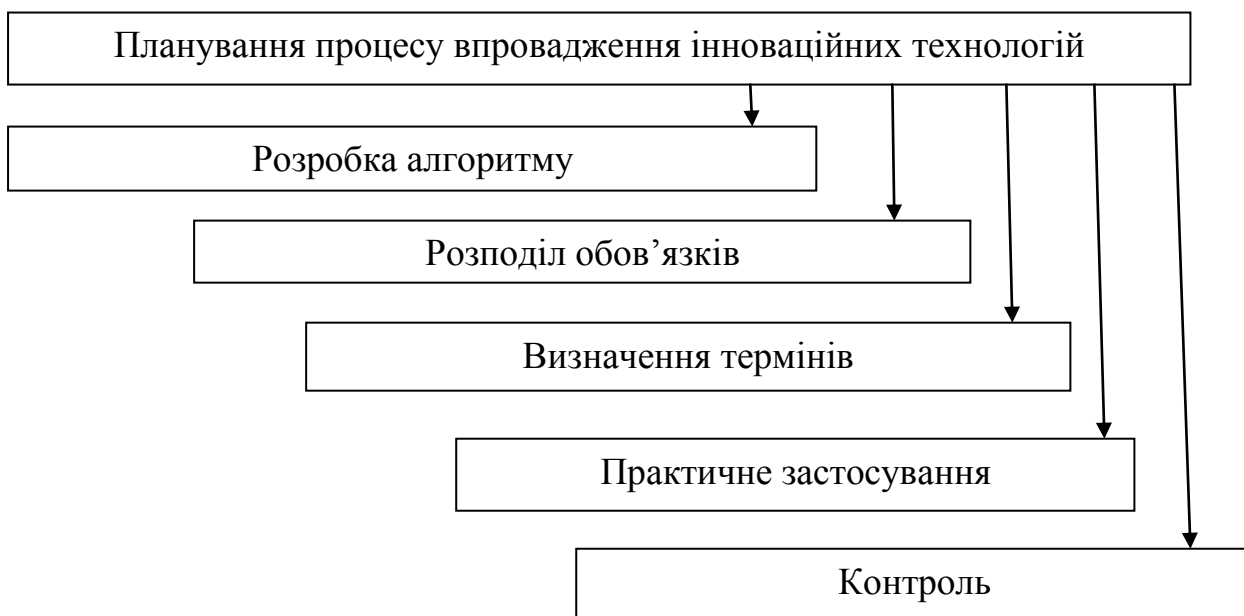 Планування процесу впровадження інноваційних технологій
Розробка алгоритму
Розподіл обов’язків
Визначення термінів
Практичне застосування
Контроль